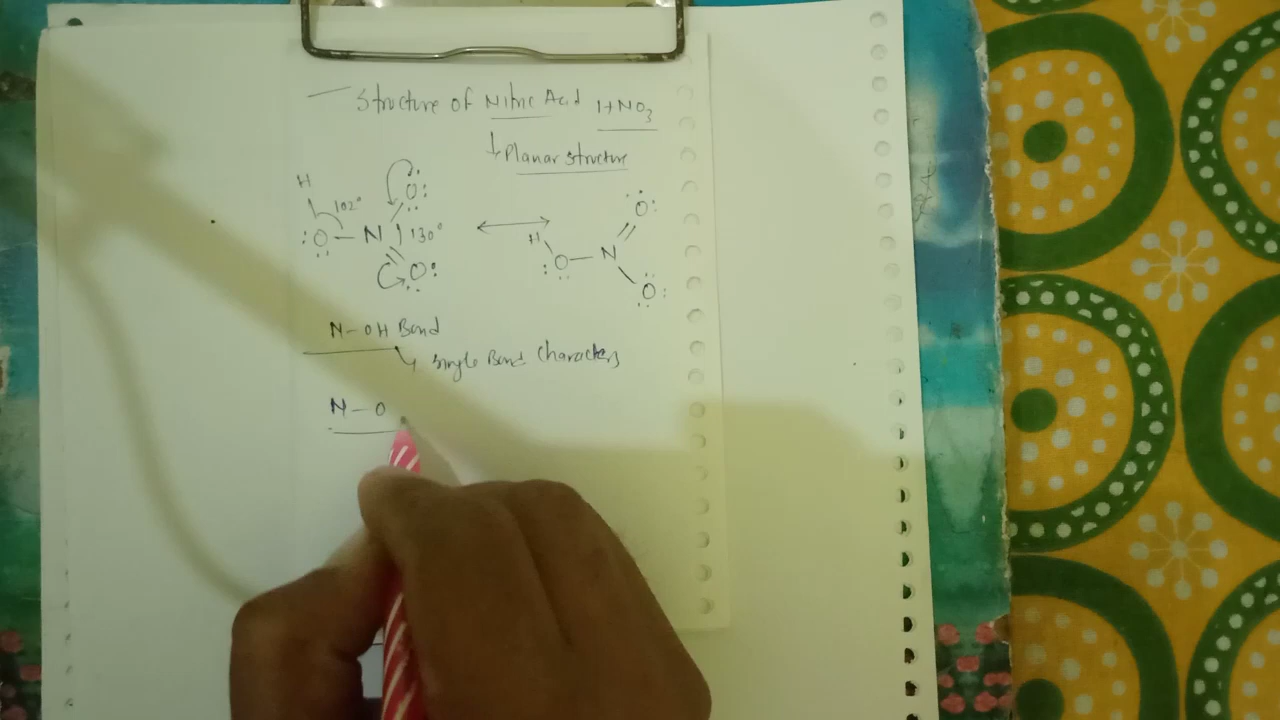 Structure of Nitric Acid HNO3
↓ Planar structure
H
102°
:O – N
O:
130°
O:
↔
H
:O – N
O:
O:
N – OH Bond
↳ Single Bond Characters
N – O